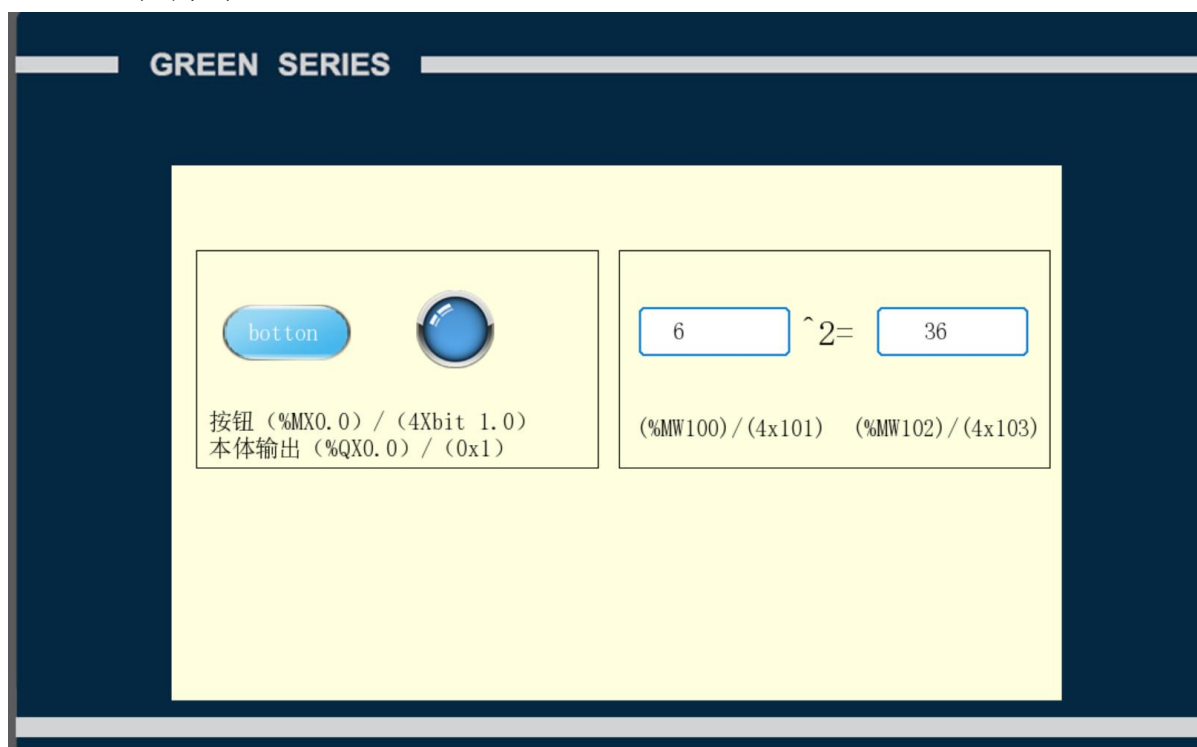 GREEN SERIES
botton
按钮（%MX0.0）/（4Xbit 1.0）
本体输出（%QX0.0）/（0x1）
6 ^2= 36
(%MW100)/(4x101) (%MW102)/(4x103)